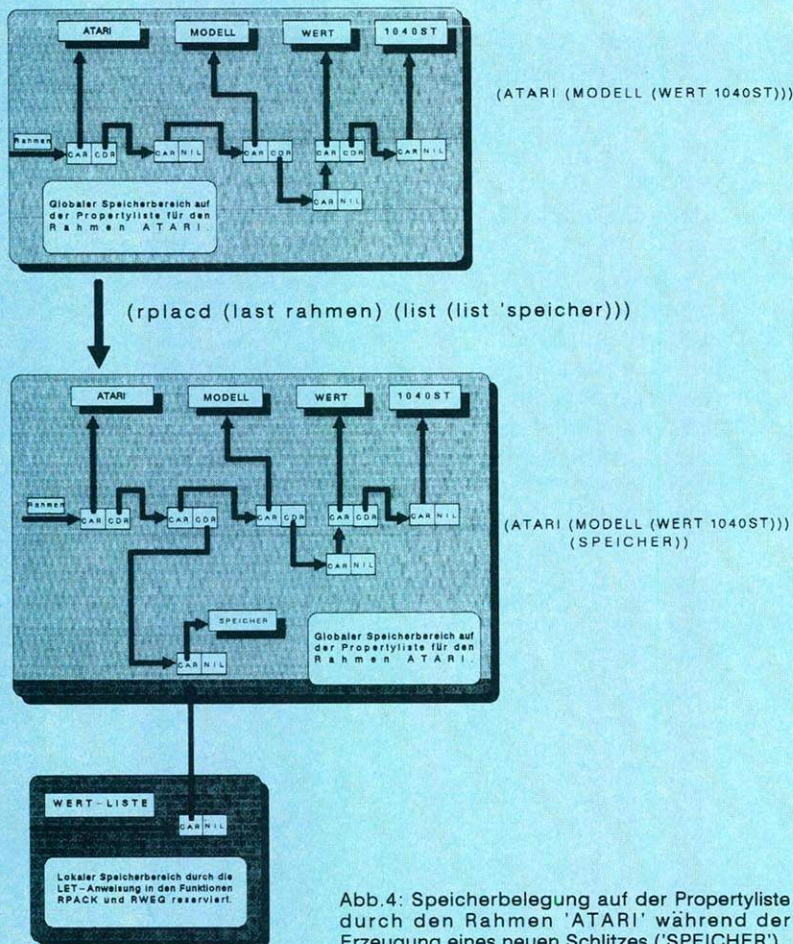 ATARI MODELL WERT 1040ST
(ATARI (MODELL (WERT 1040ST)))
Rahmen
CAR CDR CAR NIL CAR CDR CAR CDR CAR NIL
CAR NIL
Globaler Speicherbereich auf
der Propertyliste für den
Rahmen ATARI.
(rplacd (last rahmen) (list (list 'speicher)))
ATARI MODELL WERT 1040ST
Rahmen
CAR CDR CAR CDR CAR CDR CAR CDR CAR NIL
(ATARI (MODELL (WERT 1040ST)))
(SPEICHER))
CAR NIL
SPEICHER
CAR NIL
Globaler Speicherbereich auf
der Propertyliste für den
Rahmen ATARI.
WERT-LISTE
CAR NIL
Lokaler Speicherbereich durch die
LET-Anweisung in den Funktionen
RPACK und RWEG reserviert.
Abb.4: Speicherbelegung auf der Propertyliste
durch den Rahmen 'ATARI' während der
Erzeugung eines neuen Schlitzes ('SPEICHER')